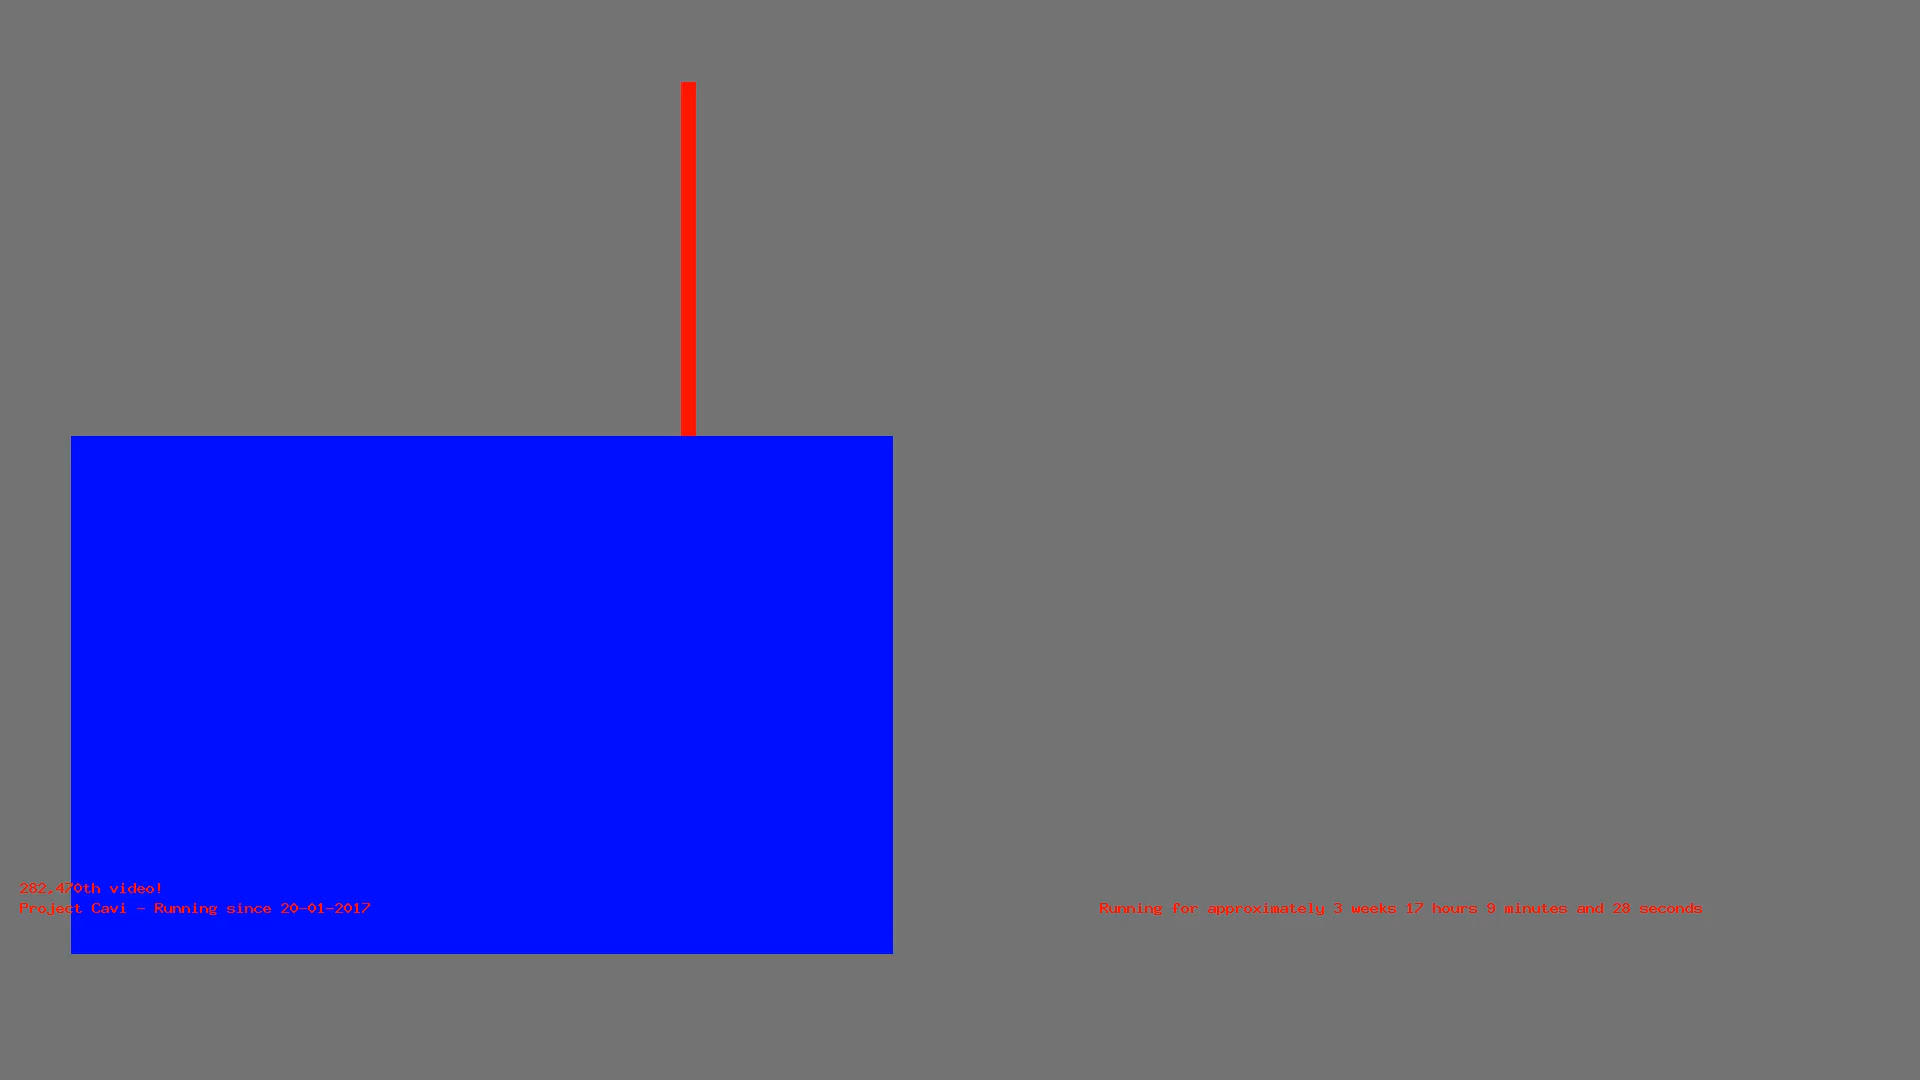 282,470th video!
Project Cavi - Running since 20-01-2017
Running for approximately 3 weeks 17 hours 9 minutes and 28 seconds